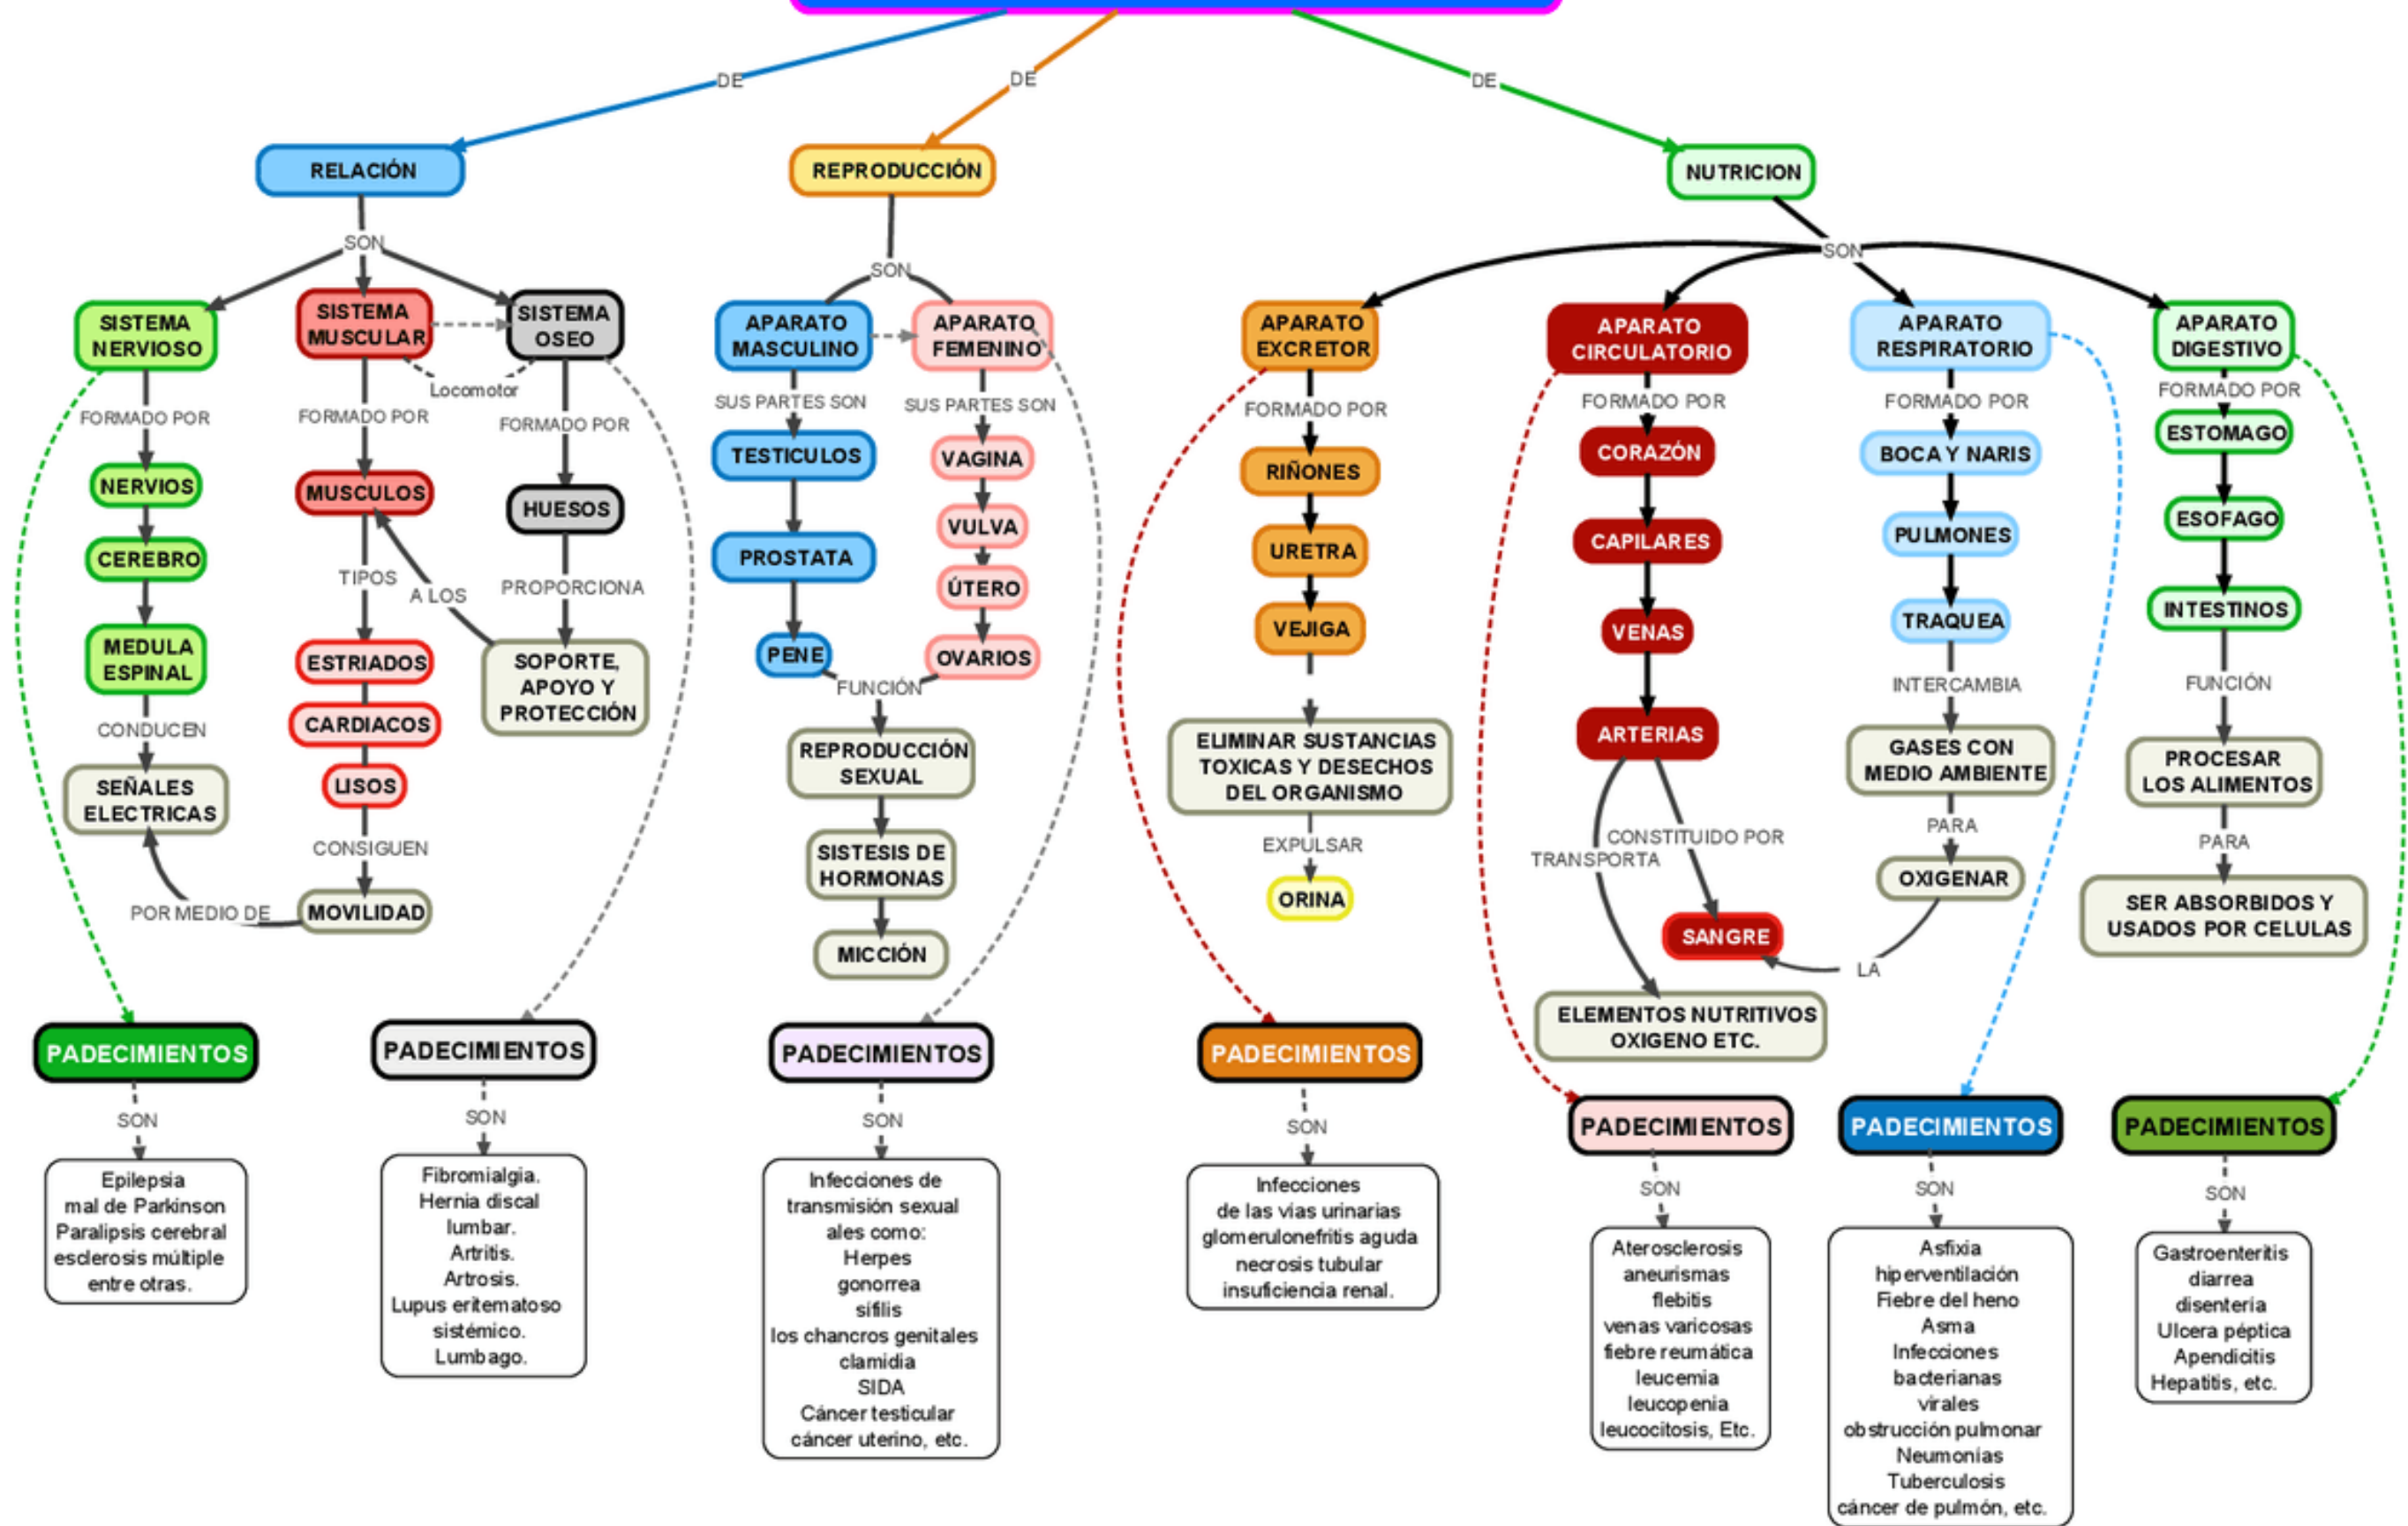 DE
DE
DE
RELACIÓN
REPRODUCCIÓN
NUTRICION
SON
SON
SON
SISTEMA
NERVIOSO
SISTEMA
MUSCULAR
SISTEMA
OSEO
Locomotor
APARATO
MASCULINO
APARATO
FEMENINO
APARATO
EXCRETOR
APARATO
CIRCULATORIO
APARATO
RESPIRATORIO
APARATO
DIGESTIVO
FORMADO POR
NERVIOS
CEREBRO
MEDULA
ESPINAL
CONDUCEN
SEÑALES
ELECTRICAS
FORMADO POR
MUSCULOS
TIPOS
A LOS
ESTRIADOS
CARDIACOS
LISOS
CONSIGUEN
MOVILIDAD
POR MEDIO DE
FORMADO POR
HUESOS
PROPORCIONA
SOPORTE,
APOYO Y
PROTECCIÓN
SUS PARTES SON
TESTICULOS
PROSTATA
PENE
SUS PARTES SON
VAGINA
VULVA
ÚTERO
OVARIOS
FUNCIÓN
REPRODUCCIÓN
SEXUAL
SISTESIS DE
HORMONAS
MICCIÓN
FORMADO POR
RIÑONES
URETRA
VEJIGA
ELIMINAR SUSTANCIAS
TOXICAS Y DESECHOS
DEL ORGANISMO
EXPULSAR
ORINA
FORMADO POR
CORAZÓN
CAPILARES
VENAS
ARTERIAS
CONSTITUIDO POR
TRANSPORTA
SANGRE
ELEMENTOS NUTRITIVOS
OXIGENO ETC.
FORMADO POR
BOCA Y NARIS
PULMONES
TRAQUEA
INTERCAMBIA
GASES CON
MEDIO AMBIENTE
PARA
OXIGENAR
LA
FORMADO POR
ESTOMAGO
ESOFAGO
INTESTINOS
FUNCIÓN
PROCESAR
LOS ALIMENTOS
PARA
SER ABSORBIDOS Y
USADOS POR CELULAS
PADECIMIENTOS
SON
Epilepsia
mal de Parkinson
Paralipsis cerebral
esclerosis múltiple
entre otras.
PADECIMIENTOS
SON
Fibromialgia.
Hernia discal
lumbar.
Artritis.
Artrosis.
Lupus eritematoso
sistémico.
Lumbago.
PADECIMIENTOS
SON
Infecciones de
transmisión sexual
ales como:
Herpes
gonorrea
sífilis
los chancros genitales
clamidia
SIDA
Cáncer testicular
cáncer uterino, etc.
PADECIMIENTOS
SON
Infecciones
de las vías urinarias
glomerulonefritis aguda
necrosis tubular
insuficiencia renal.
PADECIMIENTOS
SON
Aterosclerosis
aneurismas
flebitis
venas varicosas
fiebre reumática
leucemia
leucopenia
leucocitosis, Etc.
PADECIMIENTOS
SON
Asfixia
hiperventilación
Fiebre del heno
Asma
Infecciones
bacterianas
virales
obstrucción pulmonar
Neumonías
Tuberculosis
cáncer de pulmón, etc.
PADECIMIENTOS
SON
Gastroenteritis
diarrea
disentería
Ulcera péptica
Apendicitis
Hepatitis, etc.